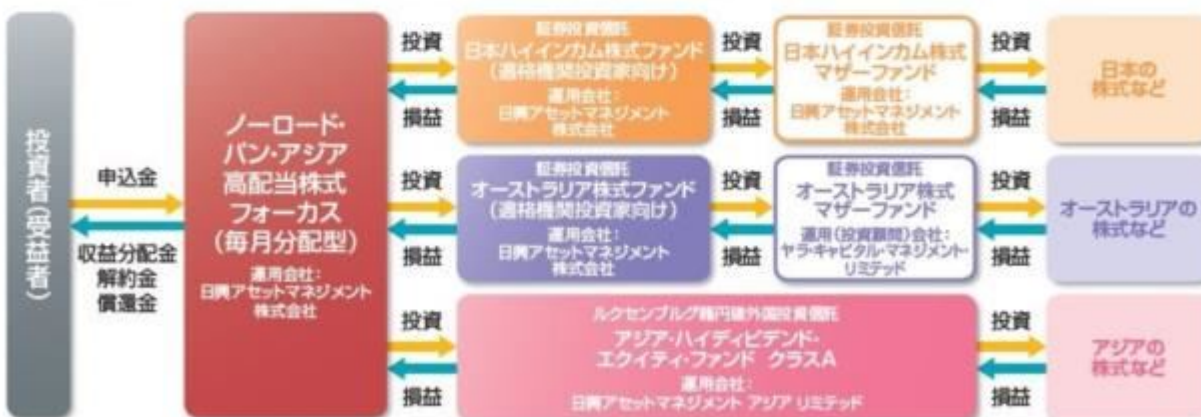 投資者(受益者)
申込金
収益分配金
解約金
償還金
ノーロード・
パン・アジア
高配当株式
フォーカス
(毎月分配型)
運用会社:
日興アセットマネジメント
株式会社
投資
損益
証券投資信託
日本ハイインカム株式ファンド
(適格機関投資家向け)
運用会社:
日興アセットマネジメント
株式会社
投資
損益
証券投資信託
日本ハイインカム株式
マザーファンド
運用会社:
日興アセットマネジメント
株式会社
投資
損益
日本の
株式など
投資
損益
証券投資信託
オーストラリア株式ファンド
(適格機関投資家向け)
運用会社:
日興アセットマネジメント
株式会社
投資
損益
証券投資信託
オーストラリア株式
マザーファンド
運用(投資顧問)会社:
ヤラ・キャピタル・マネジメント・
リミテッド
投資
損益
オーストラリアの
株式など
投資
損益
ルクセンブルグ籍円建外国投資信託
アジア・ハイディビデンド・
エクイティ・ファンド クラスA
運用会社:
日興アセットマネジメント アジア リミテッド
投資
損益
アジアの
株式など